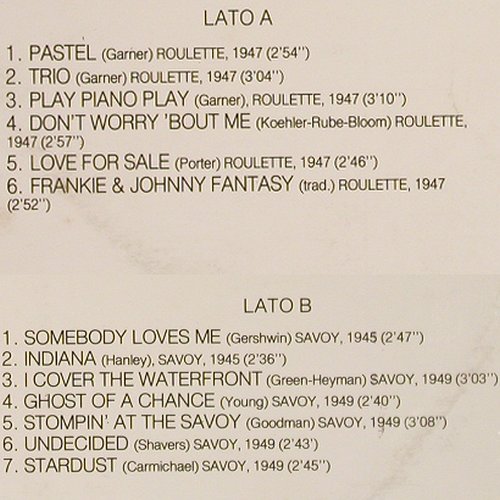 LATO A
1. PASTEL (Garner) ROULETTE, 1947 (2'54'')
2. TRIO (Garner) ROULETTE, 1947 (3'04'')
3. PLAY PIANO PLAY (Garner), ROULETTE, 1947 (3'10'')
4. DON'T WORRY 'BOUT ME (Koehler-Rube-Bloom) ROULETTE,
1947 (2'57'')
5. LOVE FOR SALE (Porter) ROULETTE, 1947 (2'46'')
6. FRANKIE & JOHNNY FANTASY (trad.) ROULETTE, 1947
(2'52'')
LATO B
1. SOMEBODY LOVES ME (Gershwin) SAVOY, 1945 (2'47'')
2. INDIANA (Hanley), SAVOY, 1945 (2'36'')
3. I COVER THE WATERFRONT (Green-Heyman) SAVOY, 1949 (3'03'')
4. GHOST OF A CHANCE (Young) SAVOY, 1949 (2'40'')
5. STOMPIN' AT THE SAVOY (Goodman) SAVOY, 1949 (3'08'')
6. UNDECIDED (Shavers) SAVOY, 1949 (2'43')
7. STARDUST (Carmichael) SAVOY, 1949 (2'45'')